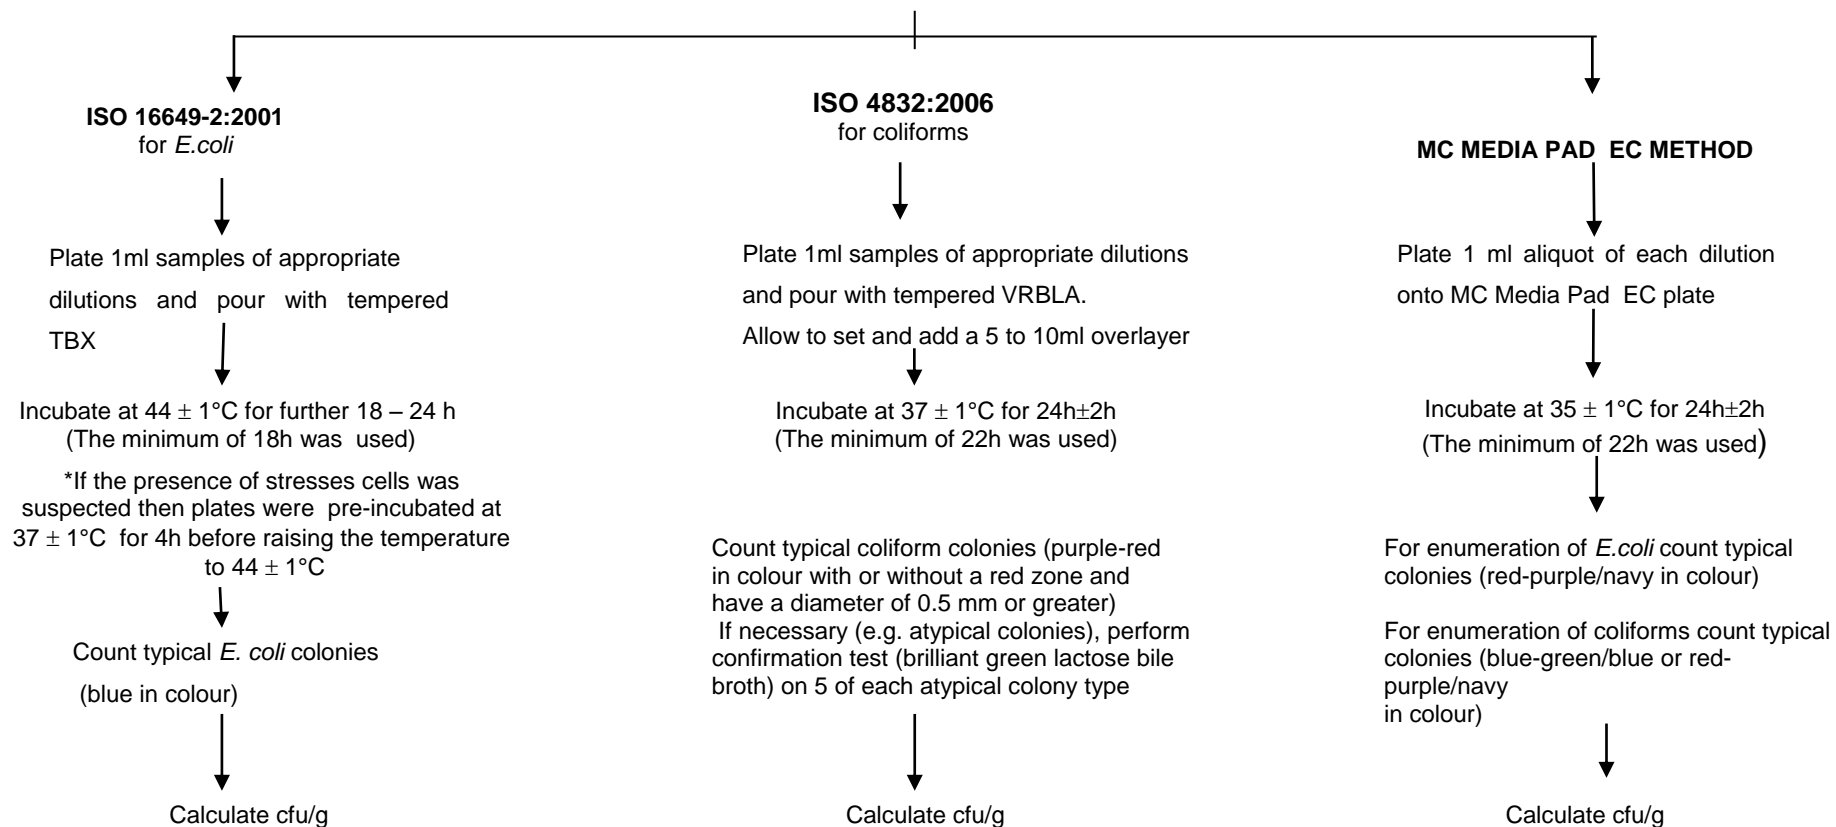 ISO 16649-2:2001
for E.coli
Plate 1ml samples of appropriate
dilutions and pour with tempered
TBX
Incubate at 44 ± 1°C for further 18 – 24 h
(The minimum of 18h was used)
*If the presence of stresses cells was
suspected then plates were pre-incubated at
37 ± 1°C for 4h before raising the temperature
to 44 ± 1°C
Count typical E. coli colonies
(blue in colour)
Calculate cfu/g
ISO 4832:2006
for coliforms
Plate 1ml samples of appropriate dilutions
and pour with tempered VRBLA.
Allow to set and add a 5 to 10ml overlayer
Incubate at 37 ± 1°C for 24h±2h
(The minimum of 22h was used)
Count typical coliform colonies (purple-red
in colour with or without a red zone and
have a diameter of 0.5 mm or greater)
If necessary (e.g. atypical colonies), perform
confirmation test (brilliant green lactose bile
broth) on 5 of each atypical colony type
Calculate cfu/g
MC MEDIA PAD EC METHOD
Plate 1 ml aliquot of each dilution
onto MC Media Pad EC plate
Incubate at 35 ± 1°C for 24h±2h
(The minimum of 22h was used)
For enumeration of E.coli count typical
colonies (red-purple/navy in colour)
For enumeration of coliforms count typical
colonies (blue-green/blue or red-
purple/navy
in colour)
Calculate cfu/g